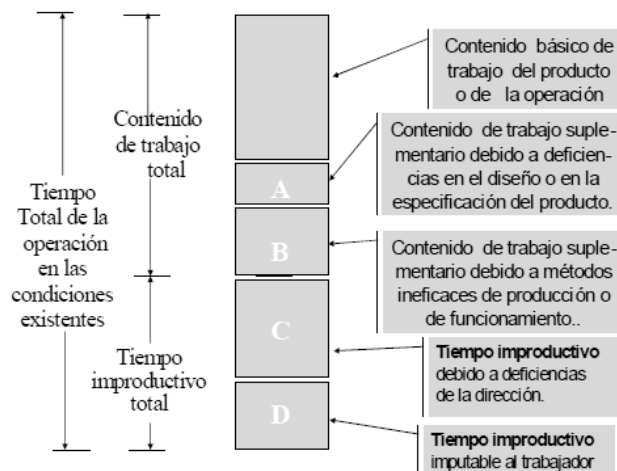 Tiempo
Total de la
operación
en las
condiciones
existentes
Contenido
de trabajo
total
Tiempo
improductivo
total
A
B
C
D
Contenido básico de
trabajo del producto
o de la operación
Contenido de trabajo suple-
mentario debido a deficien-
cias en el diseño o en la
especificación del producto.
Contenido de trabajo suple-
mentario debido a métodos
ineficaces de producción o
de funcionamiento..
Tiempo improductivo
debido a deficiencias
de la dirección.
Tiempo improductivo
imputable al trabajador